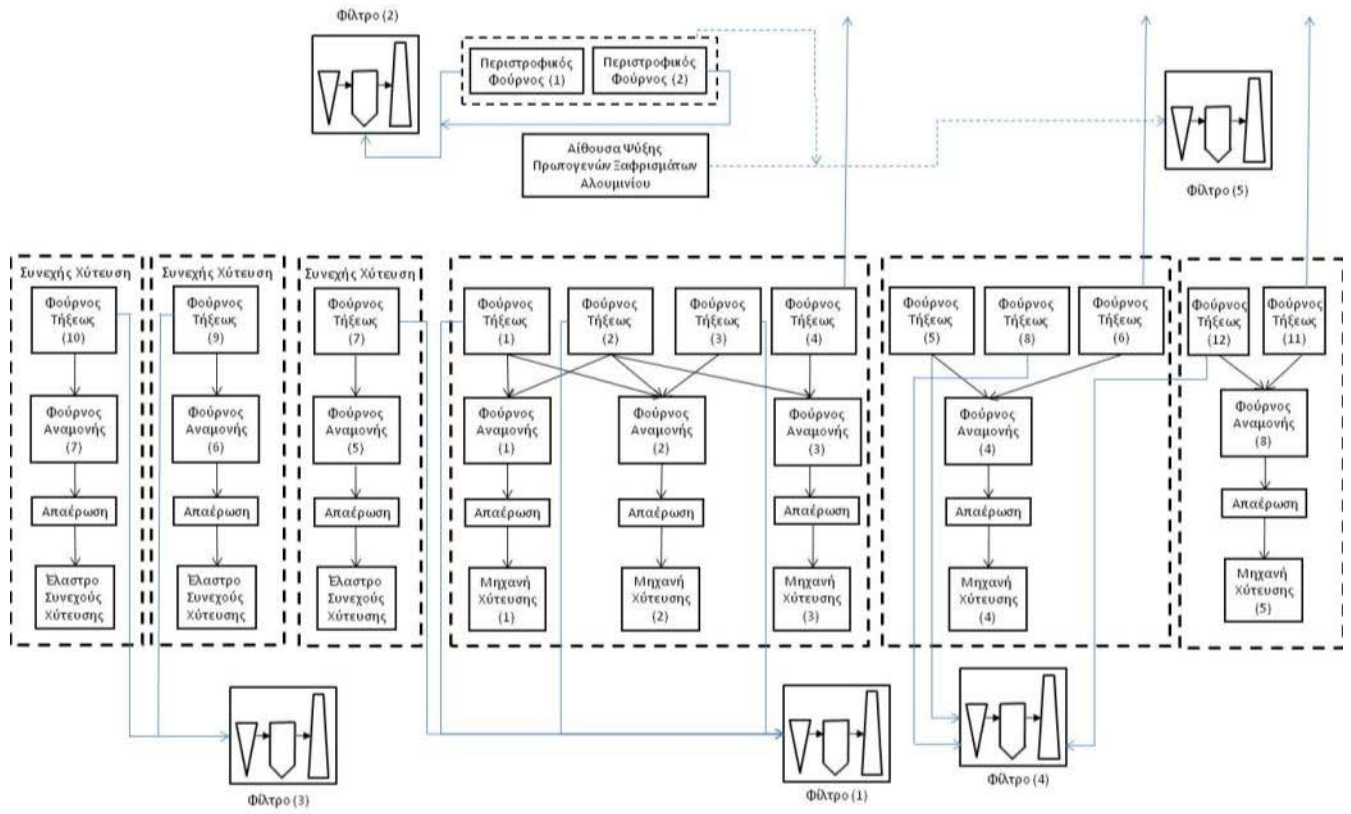 Φίλτρο (2)
Περιστροφικός
Φούρνος (1)
Περιστροφικός
Φούρνος (2)
Αίθουσα Ψύξης
Πρωτογενών Ξαφρισμάτων
Αλουμινίου
Φίλτρο (5)
Συνεχής Χύτευση
Φούρνος
Τήξεως
(10)
Φούρνος
Αναμονής
(7)
Απαέρωση
Έλαστρο
Συνεχούς
Χύτευσης
Συνεχής Χύτευση
Φούρνος
Τήξεως
(9)
Φούρνος
Αναμονής
(6)
Απαέρωση
Έλαστρο
Συνεχούς
Χύτευσης
Συνεχής Χύτευση
Φούρνος
Τήξεως
(7)
Φούρνος
Αναμονής
(5)
Απαέρωση
Έλαστρο
Συνεχούς
Χύτευσης
Φούρνος
Τήξεως
(1)
Φούρνος
Τήξεως
(2)
Φούρνος
Τήξεως
(3)
Φούρνος
Τήξεως
(4)
Φούρνος
Αναμονής
(1)
Φούρνος
Αναμονής
(2)
Φούρνος
Αναμονής
(3)
Απαέρωση
Απαέρωση
Απαέρωση
Μηχανή
Χύτευσης
(1)
Μηχανή
Χύτευσης
(2)
Μηχανή
Χύτευσης
(3)
Φούρνος
Τήξεως
(5)
Φούρνος
Τήξεως
(8)
Φούρνος
Τήξεως
(6)
Φούρνος
Αναμονής
(4)
Απαέρωση
Μηχανή
Χύτευσης
(4)
Φούρνος
Τήξεως
(12)
Φούρνος
Τήξεως
(11)
Φούρνος
Αναμονής
(8)
Απαέρωση
Μηχανή
Χύτευσης
(5)
Φίλτρο (3)
Φίλτρο (1)
Φίλτρο (4)